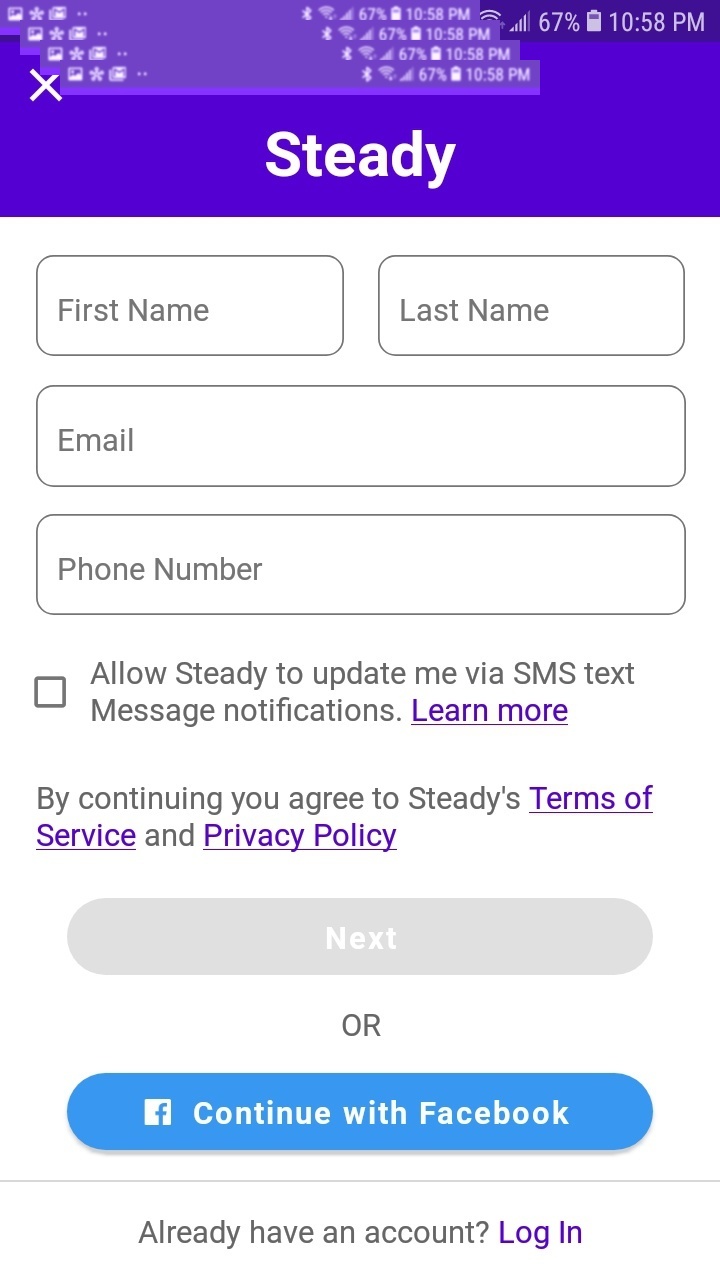 67% 10:58 PM
67% 10:58 PM
67% 10:58 PM
67% 10:58 PM
67% 10:58 PM
Steady
First Name
Last Name
Email
Phone Number
Allow Steady to update me via SMS text
Message notifications. Learn more
By continuing you agree to Steady's Terms of
Service and Privacy Policy
Next
OR
Continue with Facebook
Already have an account? Log In